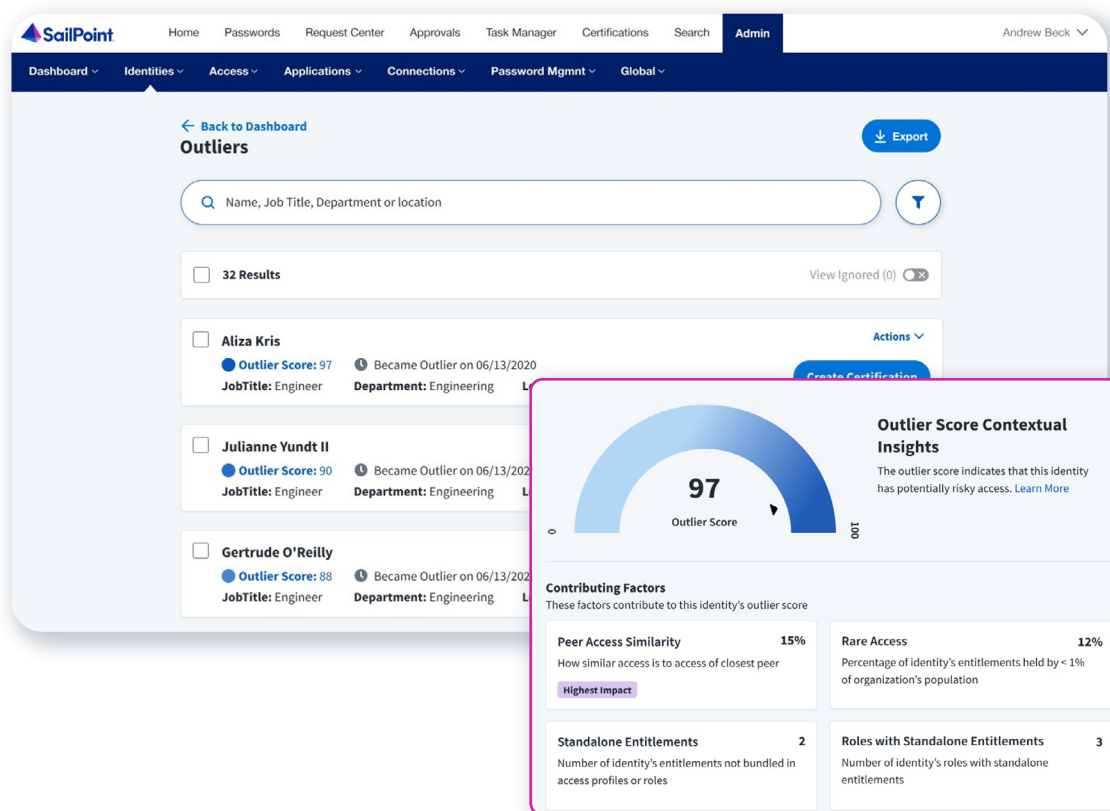 SailPoint
Home Passwords Request Center Approvals Task Manager Certifications Search Admin Andrew Beck
Dashboard Identities Access Applications Connections Password Mgmnt Global
Back to Dashboard
Outliers
Export
Name, Job Title, Department or location
32 Results View Ignored (0)
Aliza Kris Actions
Outlier Score: 97 Became Outlier on 06/13/2020
Create Certification
JobTitle: Engineer Department: Engineering
Julianne Yundt II
Outlier Score: 90 Became Outlier on 06/13/202
JobTitle: Engineer Department: Engineering
Gertrude O'Reilly
Outlier Score: 88 Became Outlier on 06/13/202
JobTitle: Engineer Department: Engineering
97
Outlier Score
0
100
Outlier Score Contextual
Insights
The outlier score indicates that this identity
has potentially risky access. Learn More
Contributing Factors
These factors contribute to this identity's outlier score
Peer Access Similarity 15%
How similar access is to access of closest peer
Highest Impact
Rare Access 12%
Percentage of identity's entitlements held by < 1%
of organization's population
Standalone Entitlements 2
Number of identity's entitlements not bundled in
access profiles or roles
Roles with Standalone Entitlements 3
Number of identity's roles with standalone
entitlements